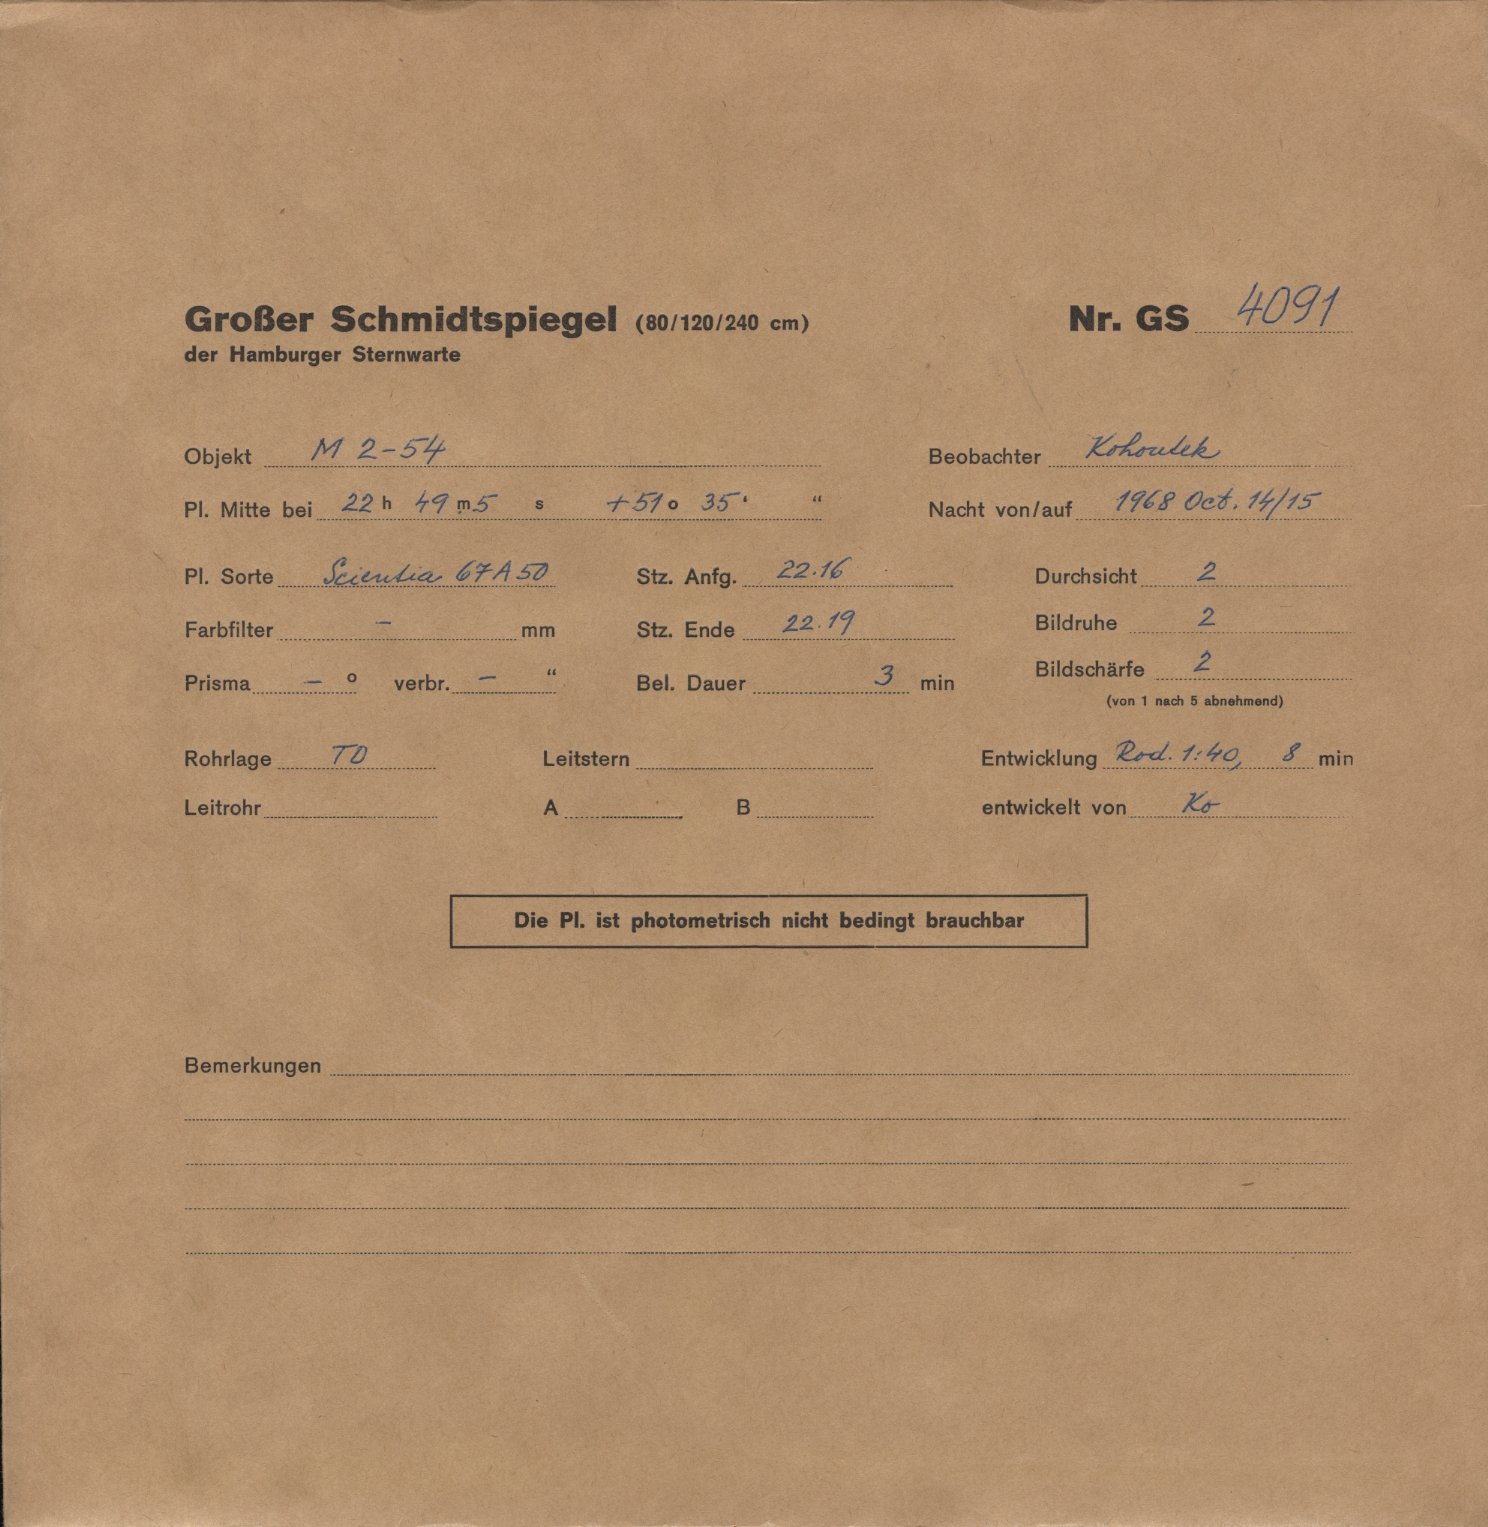 Großer Schmidtspiegel (80/120/240 cm) Nr. GS 4091
der Hamburger Sternwarte
Objekt M 2-54 Beobachter Kohoutek
Pl. Mitte bei 22 h 49 m.5 s +51 o 35 ‘ “ Nacht von/auf 1968 Oct. 14/15
Pl. Sorte Scientia 67A50 Stz. Anfg. 22.16 Durchsicht 2
Farbfilter – mm Stz. Ende 22.19 Bildruhe 2
Prisma – o verbr. – “ Bel. Dauer 3 min Bildschärfe 2
(von 1 nach 5 abnehmend)
Rohrlage TO Leitstern Entwicklung Rod. 1:40, 8 min
Leitrohr A B entwickelt von Ko
Die Pl. ist photometrisch nicht bedingt brauchbar
Bemerkungen